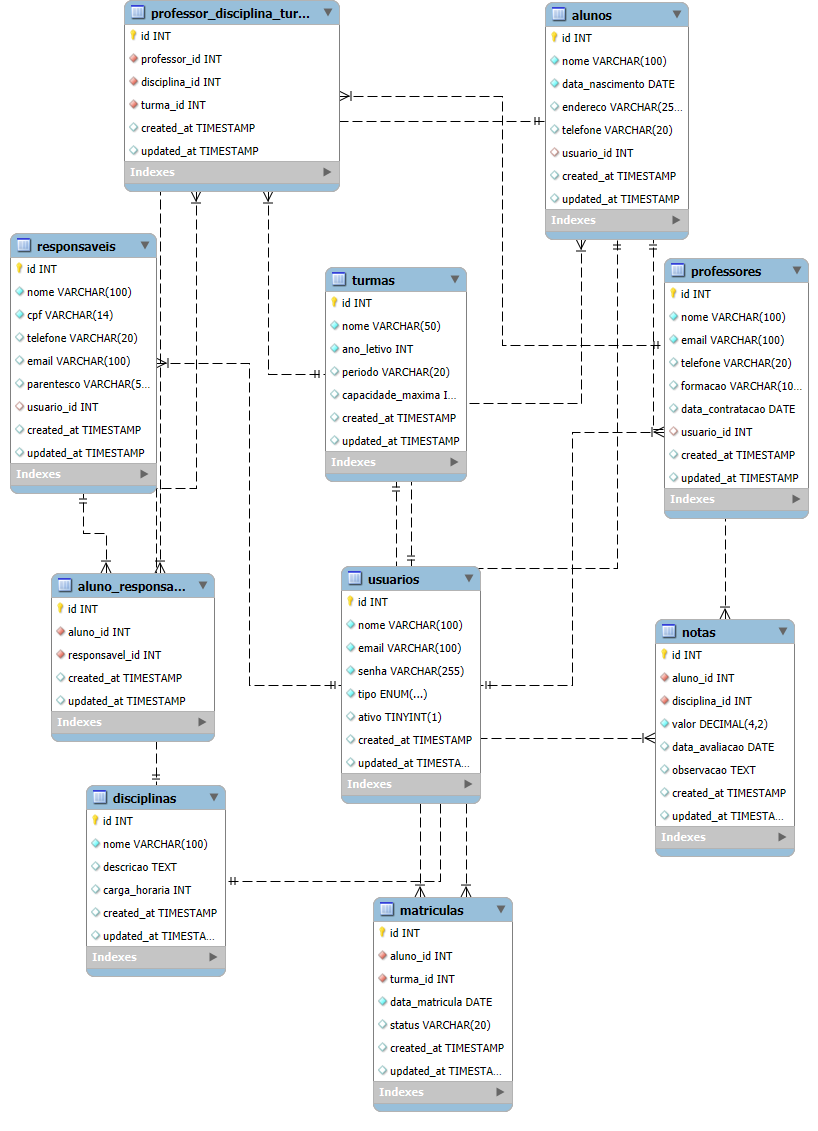 professor_disciplina_tur...
id INT
professor_id INT
disciplina_id INT
turma_id INT
created_at TIMESTAMP
updated_at TIMESTAMP
Indexes
alunos
id INT
nome VARCHAR(100)
data_nascimento DATE
endereco VARCHAR(25...
telefone VARCHAR(20)
usuario_id INT
created_at TIMESTAMP
updated_at TIMESTAMP
Indexes
responsaveis
id INT
nome VARCHAR(100)
cpf VARCHAR(14)
telefone VARCHAR(20)
email VARCHAR(100)
parentesco VARCHAR(5...
usuario_id INT
created_at TIMESTAMP
updated_at TIMESTAMP
Indexes
turmas
id INT
nome VARCHAR(50)
ano_letivo INT
periodo VARCHAR(20)
capacidade_maxima I...
created_at TIMESTAMP
updated_at TIMESTAMP
Indexes
professores
id INT
nome VARCHAR(100)
email VARCHAR(100)
telefone VARCHAR(20)
formacao VARCHAR(10...
data_contratacao DATE
usuario_id INT
created_at TIMESTAMP
updated_at TIMESTAMP
Indexes
aluno_responsa...
id INT
aluno_id INT
responsavel_id INT
created_at TIMESTAMP
updated_at TIMESTAMP
Indexes
usuarios
id INT
nome VARCHAR(100)
email VARCHAR(100)
senha VARCHAR(255)
tipo ENUM(...)
ativo TINYINT(1)
created_at TIMESTAMP
updated_at TIMESTA...
Indexes
notas
id INT
aluno_id INT
disciplina_id INT
valor DECIMAL(4,2)
data_avaliacao DATE
observacao TEXT
created_at TIMESTAMP
updated_at TIMESTA...
Indexes
disciplinas
id INT
nome VARCHAR(100)
descricao TEXT
carga_horaria INT
created_at TIMESTAMP
updated_at TIMESTA...
Indexes
matriculas
id INT
aluno_id INT
turma_id INT
data_matricula DATE
status VARCHAR(20)
created_at TIMESTAMP
updated_at TIMESTA...
Indexes